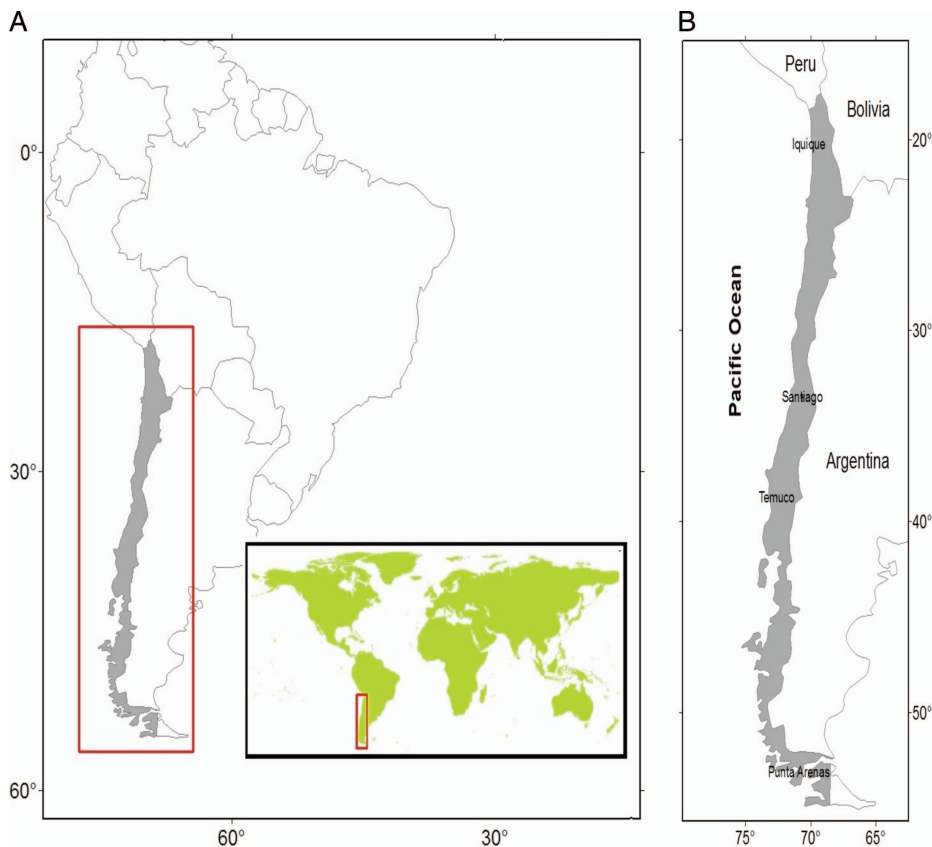 A
0°
30°
60°
60°
30°
B
Peru
Bolivia
Iquique
20°
Pacific Ocean
30°
Santiago
Argentina
Temuco
40°
50°
Punta Arenas
75°
70°
65°